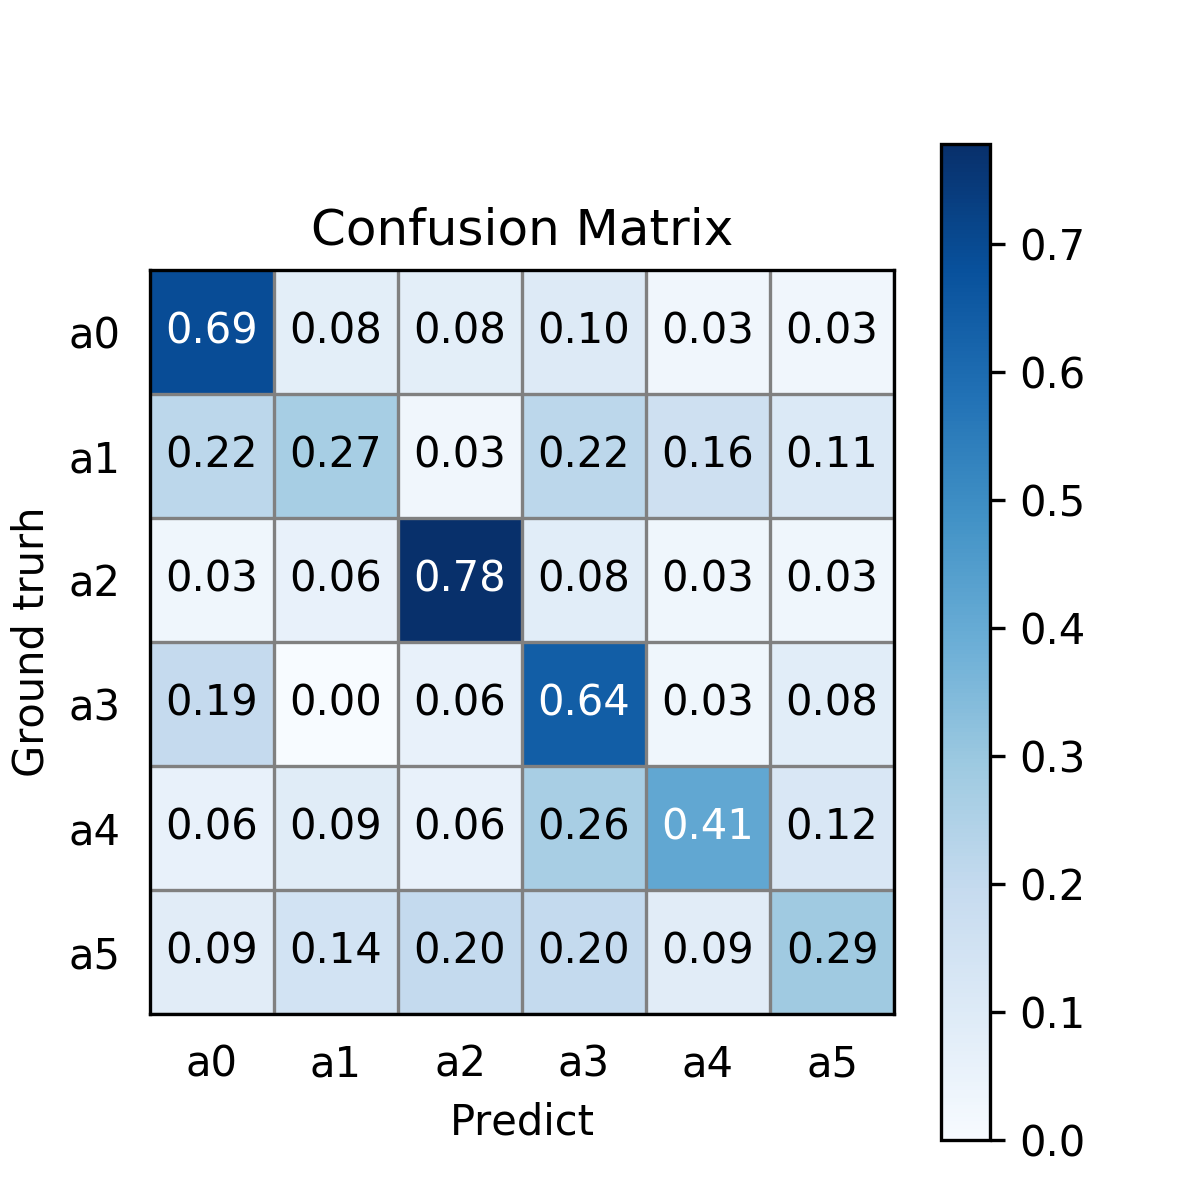 Confusion Matrix
a0 0.69 0.08 0.08 0.10 0.03 0.03
a1 0.22 0.27 0.03 0.22 0.16 0.11
a2 0.03 0.06 0.78 0.08 0.03 0.03
a3 0.19 0.00 0.06 0.64 0.03 0.08
a4 0.06 0.09 0.06 0.26 0.41 0.12
a5 0.09 0.14 0.20 0.20 0.09 0.29
a0 a1 a2 a3 a4 a5
Predict
Ground trurh
0.7
0.6
0.5
0.4
0.3
0.2
0.1
0.0